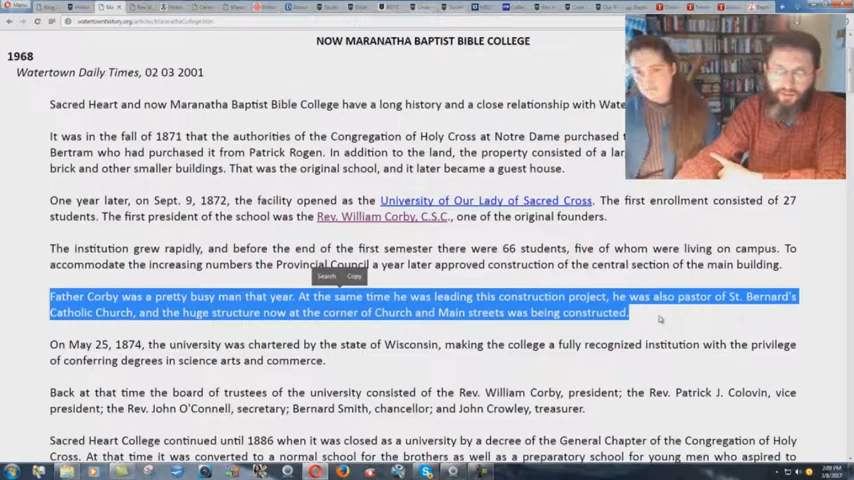 watertownhistory.org/articles/MaranathaCollege.htm
NOW MARANATHA BAPTIST BIBLE COLLEGE
1968
Watertown Daily Times, 02 03 2001
Sacred Heart and now Maranatha Baptist Bible College have a long history and a close relationship with Wate
It was in the fall of 1871 that the authorities of the Congregation of Holy Cross at Notre Dame purchased t
Bertram who had purchased it from Patrick Rogen. In addition to the land, the property consisted of a larg
brick and other smaller buildings. That was the original school, and it later became a guest house.
One year later, on Sept. 9, 1872, the facility opened as the University of Our Lady of Sacred Cross. The first enrollment consisted of 27
students. The first president of the school was the Rev. William Corby, C.S.C., one of the original founders.
The institution grew rapidly, and before the end of the first semester there were 66 students, five of whom were living on campus. To
accommodate the increasing numbers the Provincial Council a year later approved construction of the central section of the main building.
Search Copy
Father Corby was a pretty busy man that year. At the same time he was leading this construction project, he was also pastor of St. Bernard's
Catholic Church, and the huge structure now at the corner of Church and Main streets was being constructed.
On May 25, 1874, the university was chartered by the state of Wisconsin, making the college a fully recognized institution with the privilege
of conferring degrees in science arts and commerce.
Back at that time the board of trustees of the university consisted of the Rev. William Corby, president; the Rev. Patrick J. Colovin, vice
president; the Rev. John O'Connell, secretary; Bernard Smith, chancellor; and John Crowley, treasurer.
Sacred Heart College continued until 1886 when it was closed as a university by a decree of the General Chapter of the Congregation of Holy
Cross. At that time it was converted to a normal school for the brothers as well as a preparatory school for young men who aspired to
2:09 PM